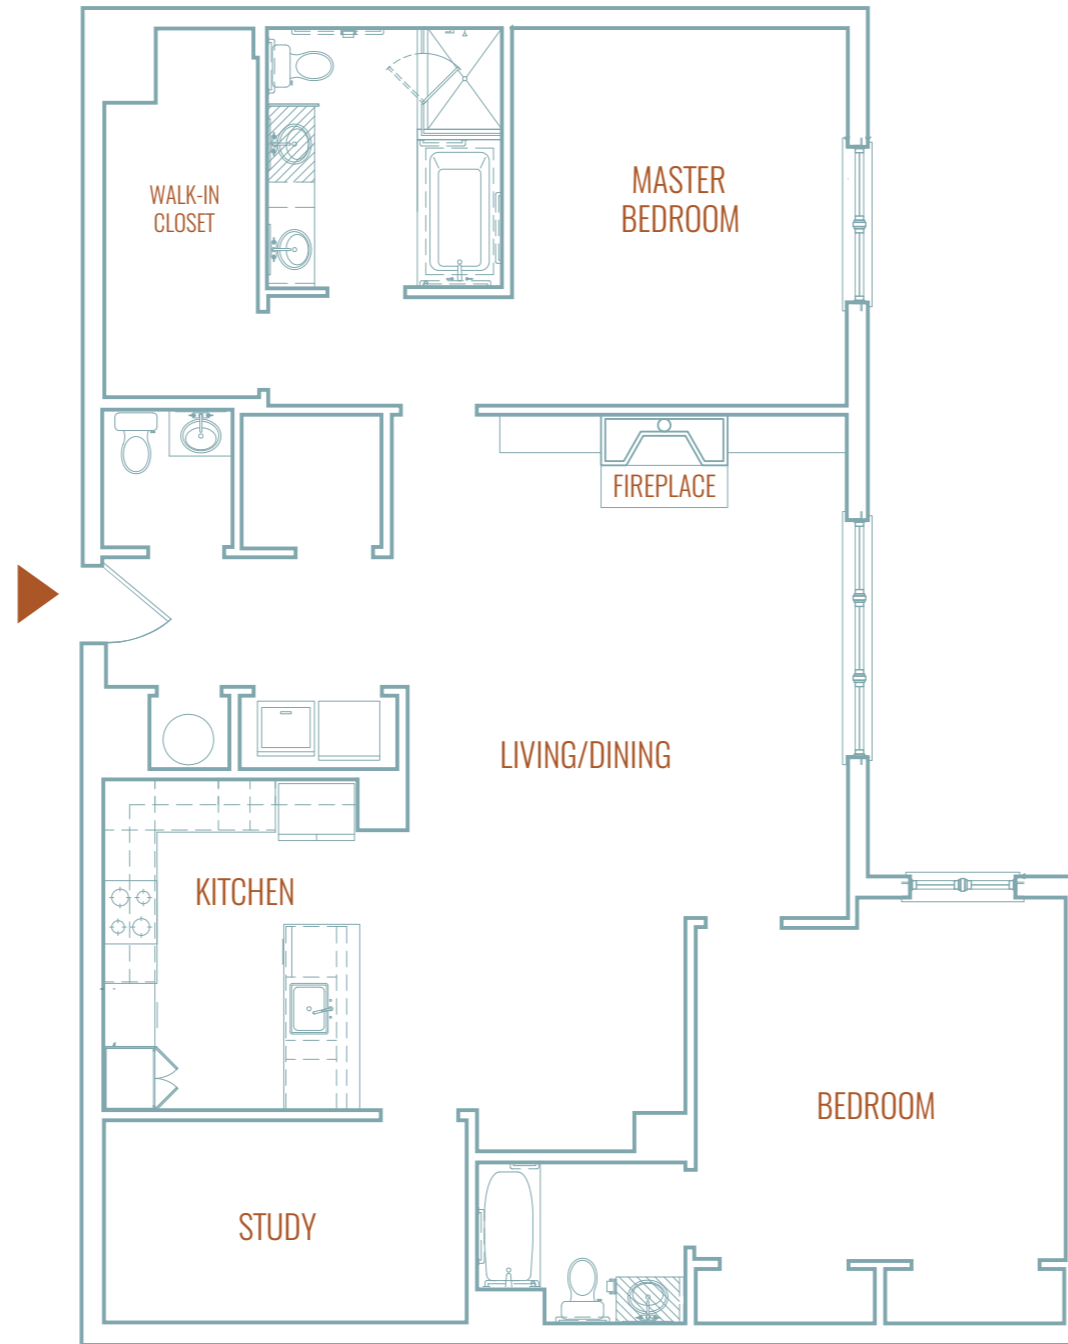 WALK-IN
CLOSET
MASTER
BEDROOM
FIREPLACE
LIVING/DINING
KITCHEN
BEDROOM
STUDY